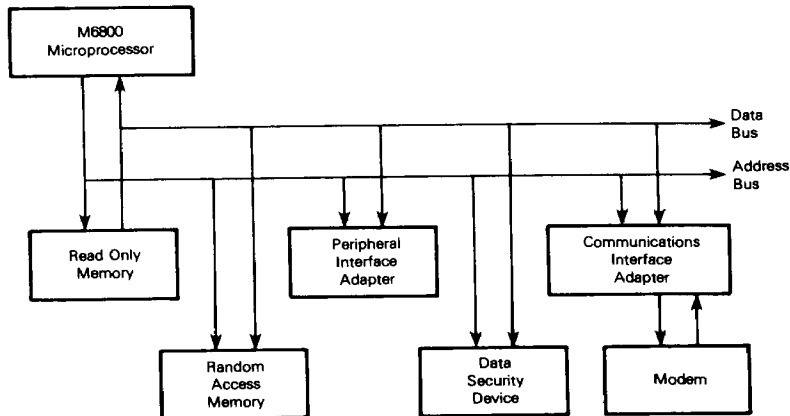 M6800
Microprocessor
Data
Bus
Address
Bus
Read Only
Memory
Peripheral
Interface
Adapter
Communications
Interface
Adapter
Random
Access
Memory
Data
Security
Device
Modem